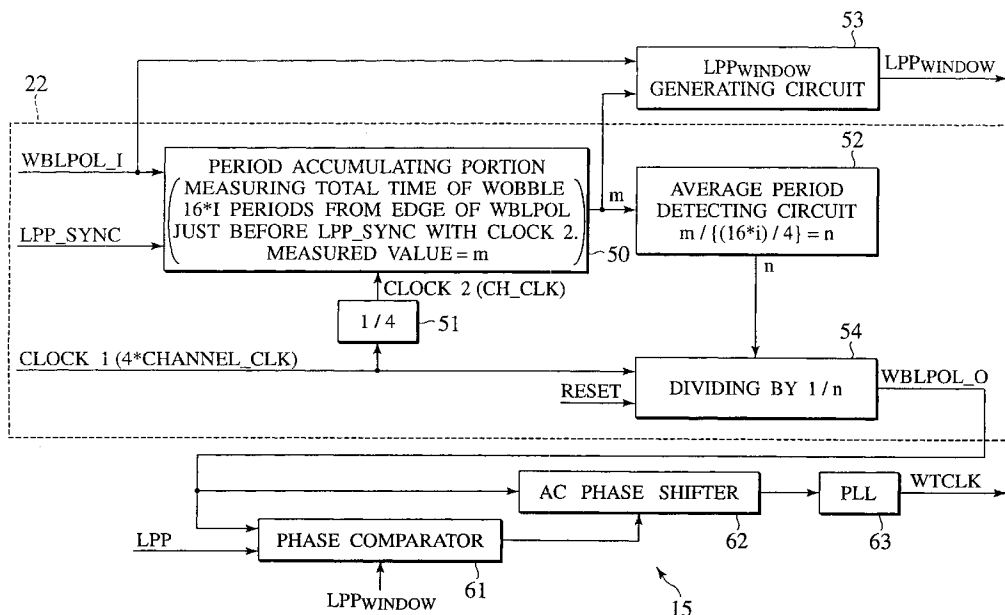 53
LPPWINDOW
GENERATING CIRCUIT
LPPWINDOW
22
WBLPOL_I
LPP_SYNC
PERIOD ACCUMULATING PORTION
MEASURING TOTAL TIME OF WOBBLE
16*I PERIODS FROM EDGE OF WBLPOL
JUST BEFORE LPP_SYNC WITH CLOCK 2.
MEASURED VALUE = m
50
m
52
AVERAGE PERIOD
DETECTING CIRCUIT
m / {(16*i) / 4} = n
n
CLOCK 2 (CH_CLK)
1 / 4
51
CLOCK 1 (4*CHANNEL_CLK)
RESET
54
DIVIDING BY 1 / n
WBLPOL_O
AC PHASE SHIFTER
62
PLL
63
WTCLK
LPP
PHASE COMPARATOR
61
LPPWINDOW
15